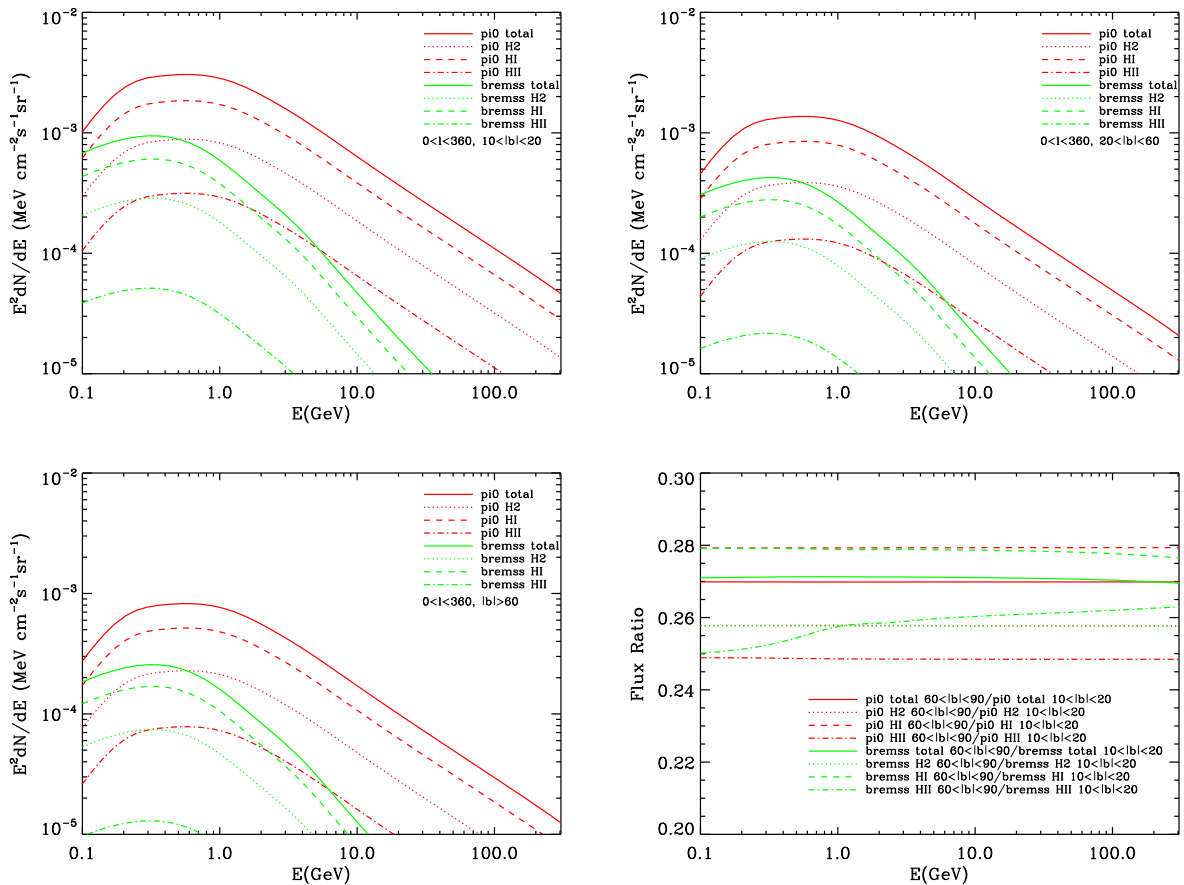 10⁻²
10⁻³
10⁻⁴
10⁻⁵
E²dN/dE (MeV cm⁻²s⁻¹sr⁻¹)
pi0 total
pi0 H2
pi0 HI
pi0 HII
bremss total
bremss H2
bremss HI
bremss HII
0<l<360, 10<|b|<20
0.1
1.0
10.0
100.0
E(GeV)
10⁻²
10⁻³
10⁻⁴
10⁻⁵
E²dN/dE (MeV cm⁻²s⁻¹sr⁻¹)
pi0 total
pi0 H2
pi0 HI
pi0 HII
bremss total
bremss H2
bremss HI
bremss HII
0<l<360, 20<|b|<60
0.1
1.0
10.0
100.0
E(GeV)
10⁻²
10⁻³
10⁻⁴
10⁻⁵
E²dN/dE (MeV cm⁻²s⁻¹sr⁻¹)
pi0 total
pi0 H2
pi0 HI
pi0 HII
bremss total
bremss H2
bremss HI
bremss HII
0<l<360, |b|>60
0.1
1.0
10.0
100.0
E(GeV)
0.30
0.28
0.26
0.24
0.22
0.20
Flux Ratio
pi0 total 60<|b|<90/pi0 total 10<|b|<20
pi0 H2 60<|b|<90/pi0 H2 10<|b|<20
pi0 HI 60<|b|<90/pi0 HI 10<|b|<20
pi0 HII 60<|b|<90/pi0 HII 10<|b|<20
bremss total 60<|b|<90/bremss total 10<|b|<20
bremss H2 60<|b|<90/bremss H2 10<|b|<20
bremss HI 60<|b|<90/bremss HI 10<|b|<20
bremss HII 60<|b|<90/bremss HII 10<|b|<20
0.1
1.0
10.0
100.0
E(GeV)